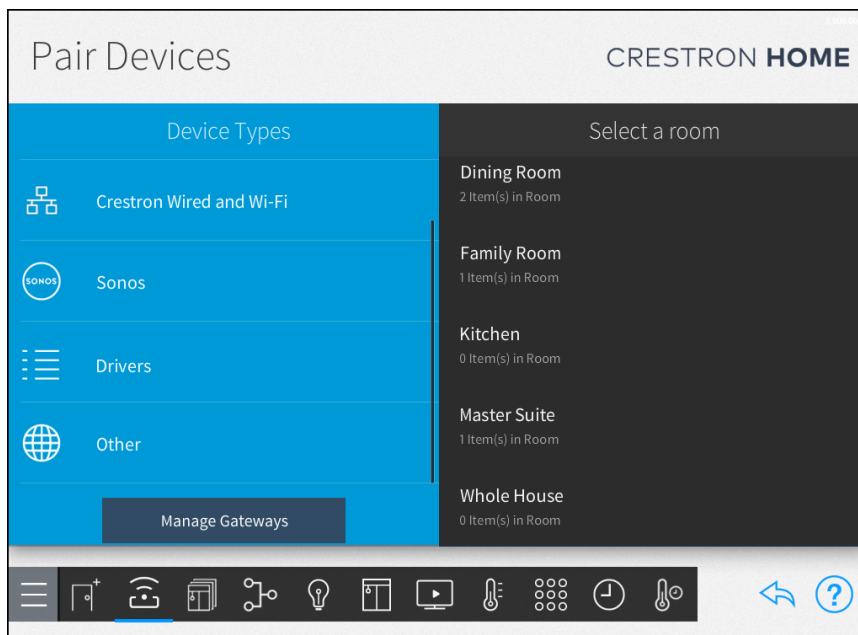 Pair Devices
CRESTRON HOME
Device Types
Select a room
Crestron Wired and Wi-Fi
SONOS
Sonos
Drivers
Other
Manage Gateways
Dining Room
2 Item(s) in Room
Family Room
1 Item(s) in Room
Kitchen
0 Item(s) in Room
Master Suite
1 Item(s) in Room
Whole House
0 Item(s) in Room
?